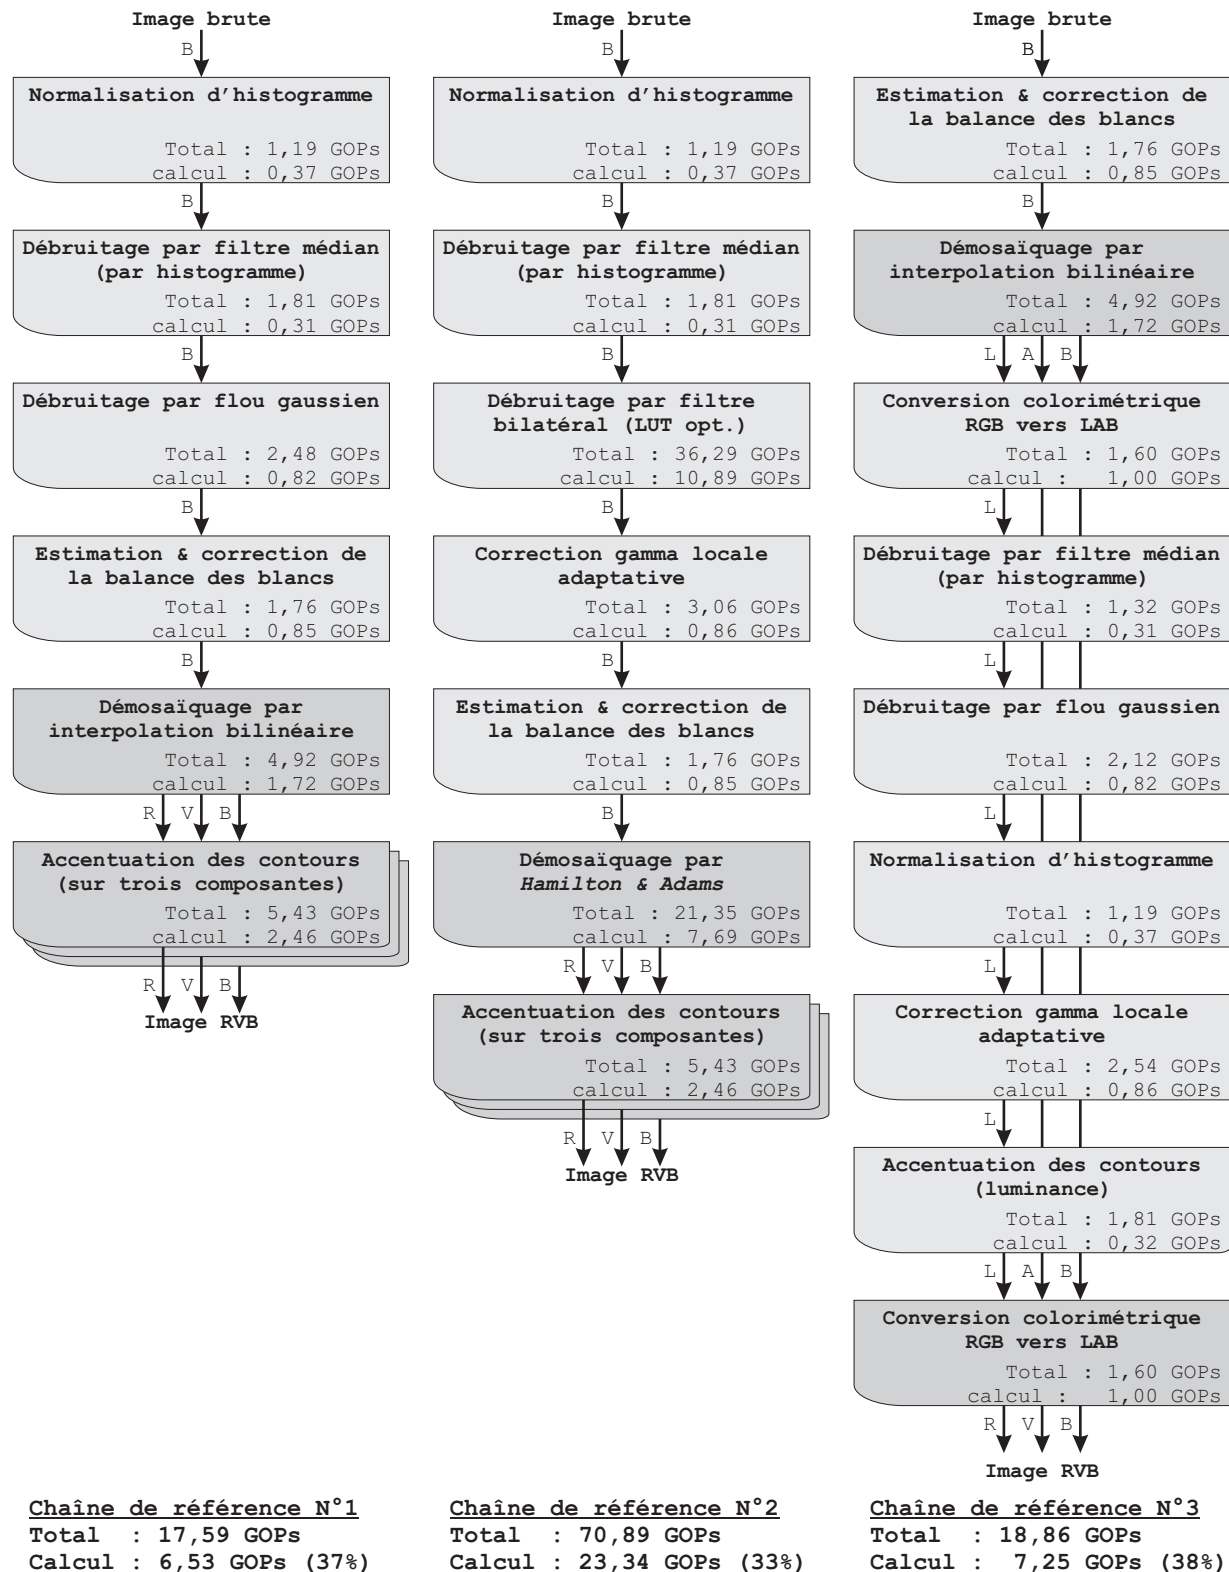 Image brute
B
Normalisation d'histogramme
Total : 1,19 GOPs
calcul : 0,37 GOPs
B
Débruitage par filtre médian
(par histogramme)
Total : 1,81 GOPs
calcul : 0,31 GOPs
B
Débruitage par flou gaussien
Total : 2,48 GOPs
calcul : 0,82 GOPs
B
Estimation & correction de
la balance des blancs
Total : 1,76 GOPs
calcul : 0,85 GOPs
B
Démosaïquage par
interpolation bilinéaire
Total : 4,92 GOPs
calcul : 1,72 GOPs
R V B
Accentuation des contours
(sur trois composantes)
Total : 5,43 GOPs
calcul : 2,46 GOPs
R V B
Image RVB
Chaîne de référence N°1
Total : 17,59 GOPs
Calcul : 6,53 GOPs (37%)
Image brute
B
Normalisation d'histogramme
Total : 1,19 GOPs
calcul : 0,37 GOPs
B
Débruitage par filtre médian
(par histogramme)
Total : 1,81 GOPs
calcul : 0,31 GOPs
B
Débruitage par filtre
bilatéral (LUT opt.)
Total : 36,29 GOPs
calcul : 10,89 GOPs
B
Correction gamma locale
adaptative
Total : 3,06 GOPs
calcul : 0,86 GOPs
B
Estimation & correction de
la balance des blancs
Total : 1,76 GOPs
calcul : 0,85 GOPs
B
Démosaïquage par
Hamilton & Adams
Total : 21,35 GOPs
calcul : 7,69 GOPs
R V B
Accentuation des contours
(sur trois composantes)
Total : 5,43 GOPs
calcul : 2,46 GOPs
R V B
Image RVB
Chaîne de référence N°2
Total : 70,89 GOPs
Calcul : 23,34 GOPs (33%)
Image brute
B
Estimation & correction de
la balance des blancs
Total : 1,76 GOPs
calcul : 0,85 GOPs
B
Démosaïquage par
interpolation bilinéaire
Total : 4,92 GOPs
calcul : 1,72 GOPs
L A B
Conversion colorimétrique
RGB vers LAB
Total : 1,60 GOPs
calcul : 1,00 GOPs
L
Débruitage par filtre médian
(par histogramme)
Total : 1,32 GOPs
calcul : 0,31 GOPs
L
Débruitage par flou gaussien
Total : 2,12 GOPs
calcul : 0,82 GOPs
L
Normalisation d'histogramme
Total : 1,19 GOPs
calcul : 0,37 GOPs
L
Correction gamma locale
adaptative
Total : 2,54 GOPs
calcul : 0,86 GOPs
L
Accentuation des contours
(luminance)
Total : 1,81 GOPs
calcul : 0,32 GOPs
L A B
Conversion colorimétrique
RGB vers LAB
Total : 1,60 GOPs
calcul : 1,00 GOPs
R V B
Image RVB
Chaîne de référence N°3
Total : 18,86 GOPs
Calcul : 7,25 GOPs (38%)